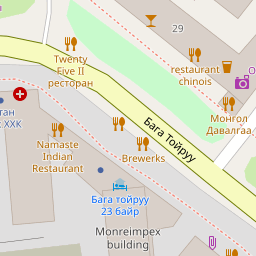 29
Twenty
Five II
ресторан
restaurant
chinois
Монгол
Давалгаа
ХХК
Бага Тойруу
Namaste
Indian
Restaurant
Brewerks
Бага тойруу
23 байр
Monreimpex
building